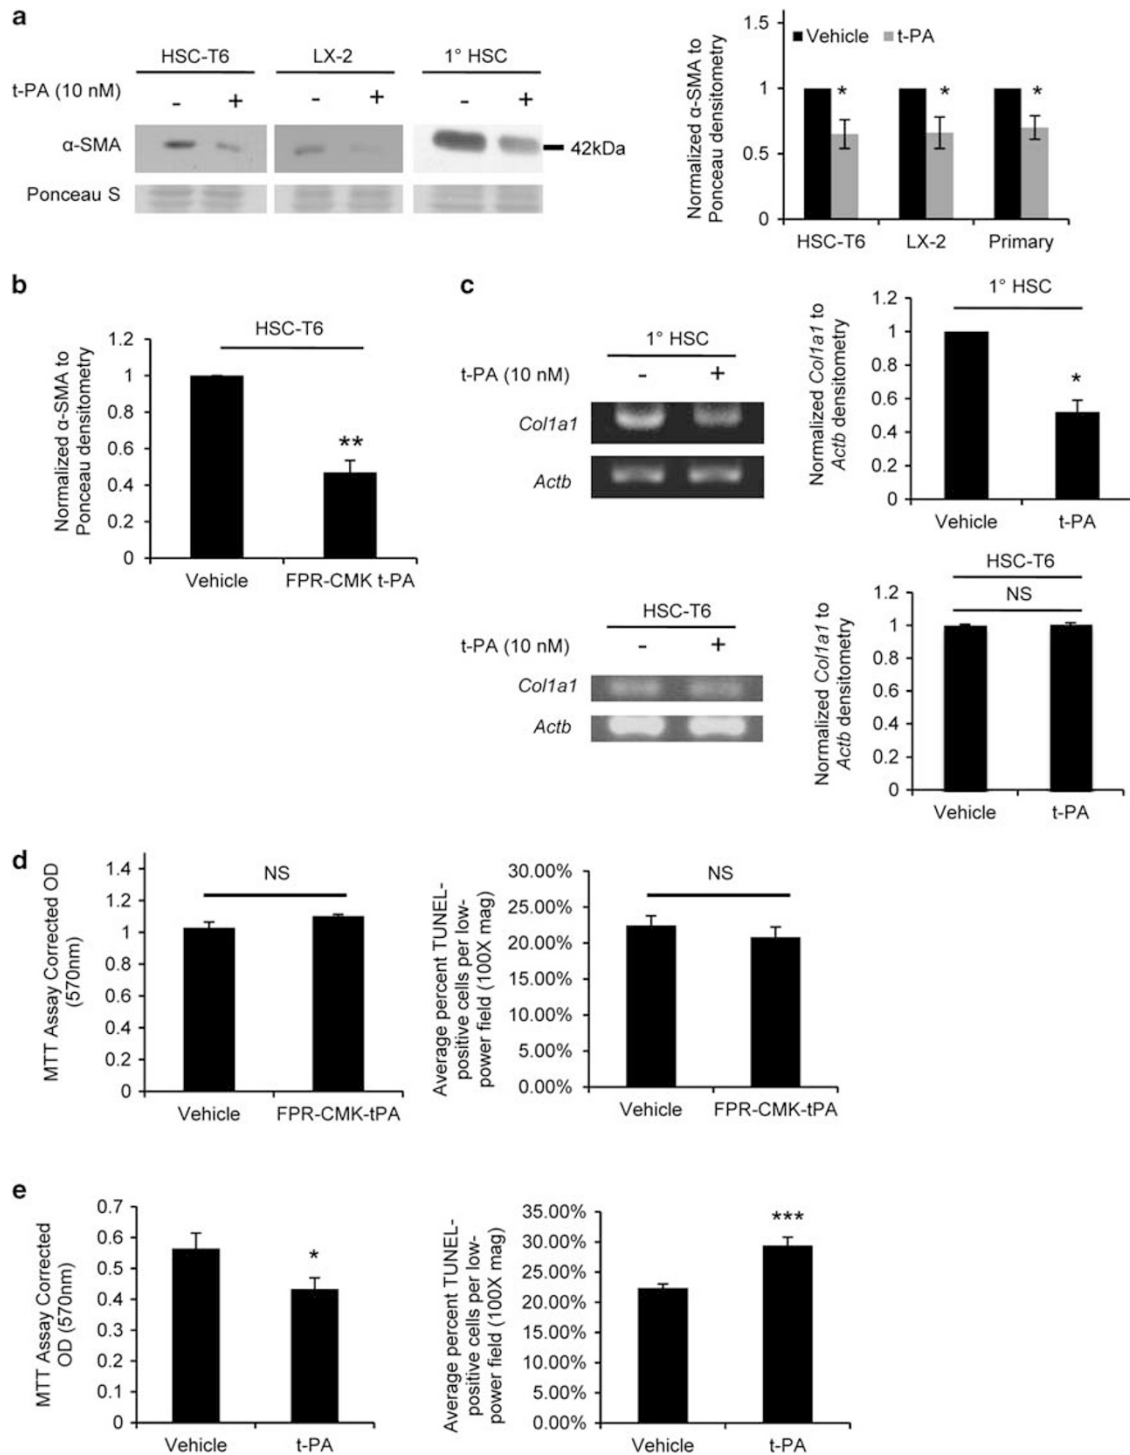 a
HSC-T6 LX-2 1° HSC
t-PA (10 nM) - + - + - +
α-SMA
42kDa
Ponceau S
Normalized α-SMA to
Ponceau densitometry
1.5
1
0.5
0
Vehicle t-PA
* * *
HSC-T6 LX-2 Primary
b
HSC-T6
Normalized α-SMA to
Ponceau densitometry
1.2
1
0.8
0.6
0.4
0.2
0
**
Vehicle FPR-CMK t-PA
c
1° HSC
t-PA (10 nM) - +
Col1a1
Actb
1° HSC
Normalized Col1a1 to
Actb densitometry
1.2
1
0.8
0.6
0.4
0.2
0
*
Vehicle t-PA
HSC-T6
t-PA (10 nM) - +
Col1a1
Actb
HSC-T6
NS
Normalized Col1a1 to
Actb densitometry
1.2
1
0.8
0.6
0.4
0.2
0
Vehicle t-PA
d
MTT Assay Corrected OD
(570nm)
1.4
1.2
1
0.8
0.6
0.4
0.2
0
NS
Vehicle FPR-CMK-tPA
Average percent TUNEL-
positive cells per low-
power field (100X mag)
30.00%
25.00%
20.00%
15.00%
10.00%
5.00%
0.00%
NS
Vehicle FPR-CMK-tPA
e
MTT Assay Corrected
OD (570nm)
0.7
0.6
0.5
0.4
0.3
0.2
0.1
0
*
Vehicle t-PA
Average percent TUNEL-
positive cells per low-
power field (100X mag)
35.00%
30.00%
25.00%
20.00%
15.00%
10.00%
5.00%
0.00%
***
Vehicle t-PA